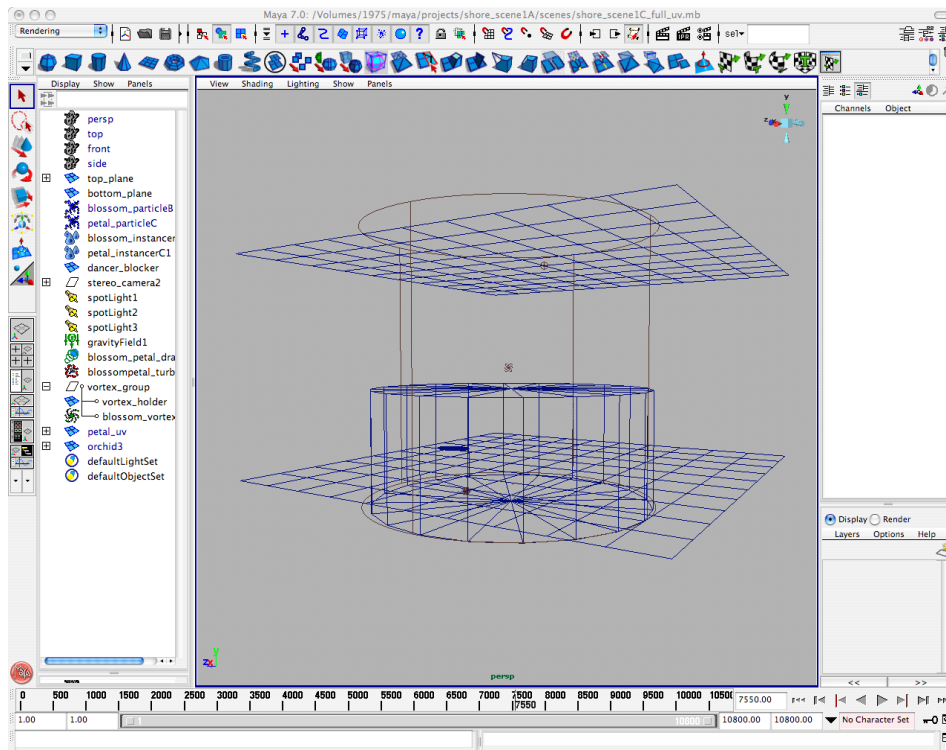 Maya 7.0: /Volumes/1975/maya/projects/shore_scene1A/scenes/shore_scene1C_full_uv.mb
Rendering
sel
Display Show Panels
View Shading Lighting Show Panels
Channels Object
persp
top
front
side
top_plane
bottom_plane
blossom_particleB
petal_particleC
blossom_instancer
petal_instancerC1
dancer_blocker
stereo_camera2
spotLight1
spotLight2
spotLight3
gravityField1
blossom_petal_dra
blossompetal_turb
vortex_group
vortex_holder
blossom_vortex
petal_uv
orchid3
defaultLightSet
defaultObjectSet
y
z
y
z x
persp
Display Render
Layers Options Help
<< >>
0 500 1000 1500 2000 2500 3000 3500 4000 4500 5000 5500 6000 6500 7000 7500 8000 8500 9000 9500 10000 10500
7550
7550.00
1.00 1.00 1 10800 10800.00 10800.00 No Character Set